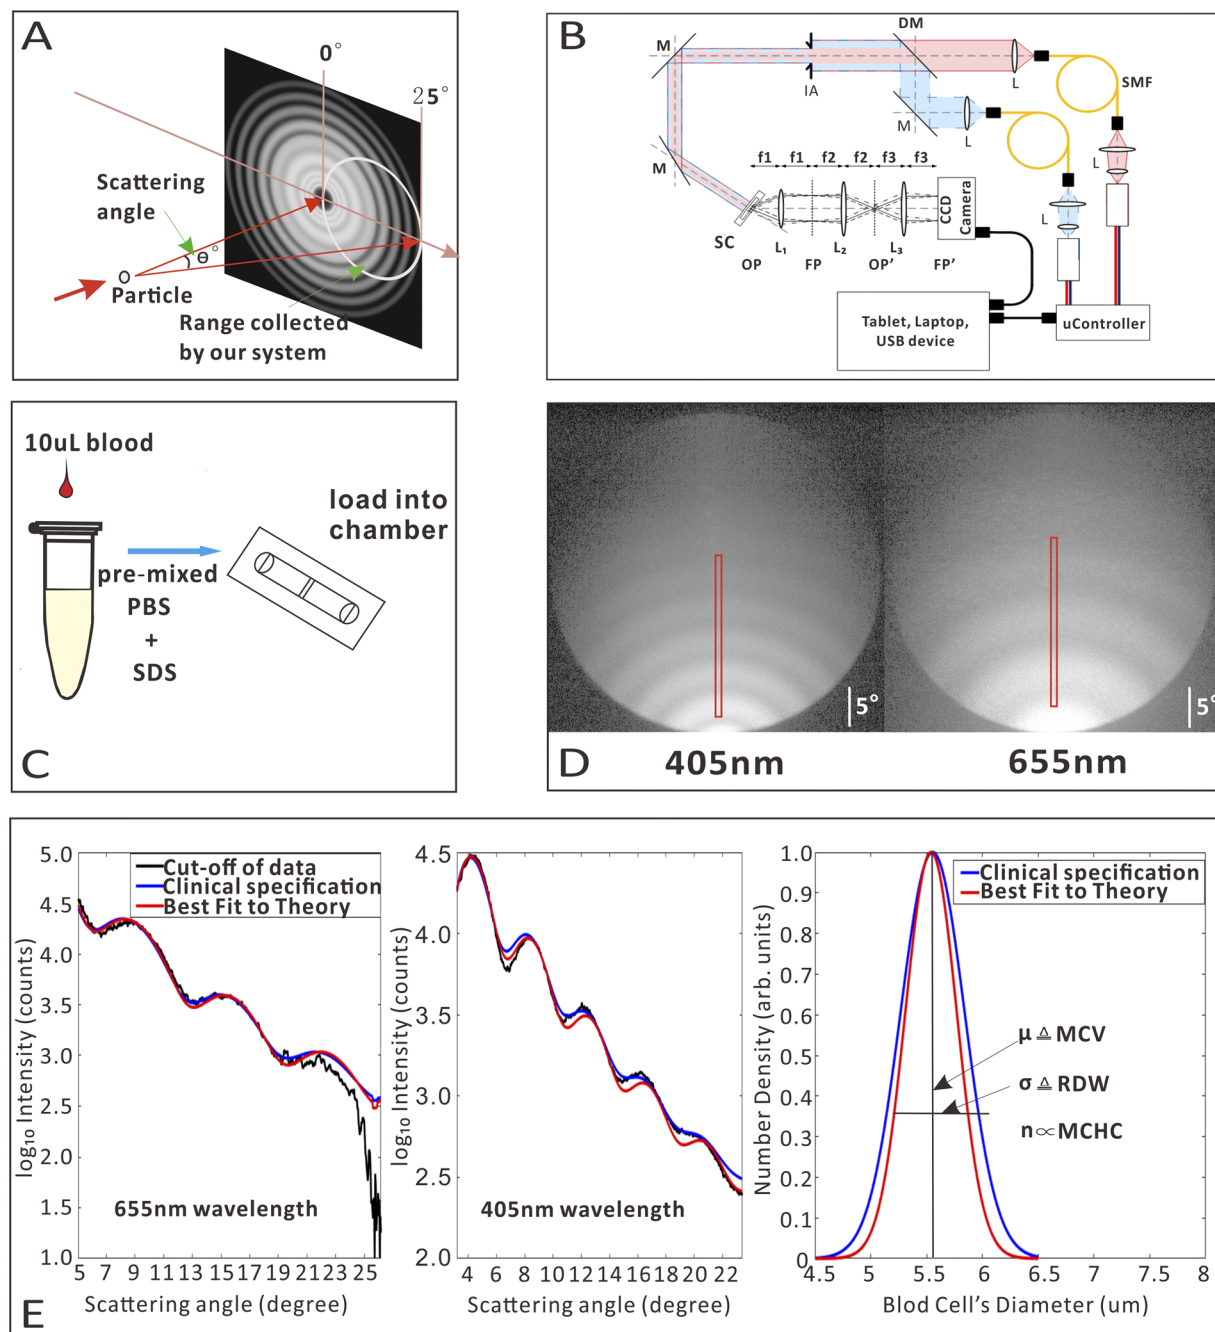 A
0°
25°
Scattering
angle
θ°
Particle
Range collected
by our system
B
DM
M
IA
L
SMF
M
L
L
M
f1 f1 f2 f2 f3 f3
L
SC
L₁ L₂ L₃
OP FP OP' FP'
CCD
Camera
Tablet, Laptop,
USB device
uController
10uL blood
load into
chamber
pre-mixed
PBS
+
SDS
C
5°
5°
D
405nm
655nm
Cut-off of data
Clinical specification
Best Fit to Theory
log₁₀ Intensity (counts)
5.0
4.5
4.0
3.5
3.0
2.5
2.0
1.5
1.0
655nm wavelength
5 7 9 11 13 15 17 19 2123 25
Scattering angle (degree)
log₁₀ Intensity (counts)
4.5
4.0
3.5
3.0
2.5
2.0
405nm wavelength
4 6 8 10 12 14 16 18 20 22
Scattering angle (degree)
Clinical specification
Best Fit to Theory
Number Density (arb. units)
1.0
0.9
0.8
0.7
0.6
0.5
0.4
0.3
0.2
0.1
0
μ ≜ MCV
σ ≜ RDW
n∝MCHC
4.5 5 5.5 6 6.5 7 7.5 8
Blod Cell's Diameter (um)
E